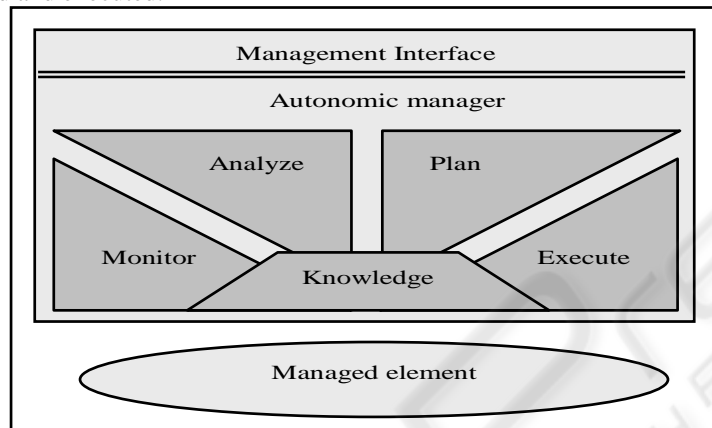 Management Interface
Autonomic manager
Analyze Plan
Monitor Execute
Knowledge
Managed element